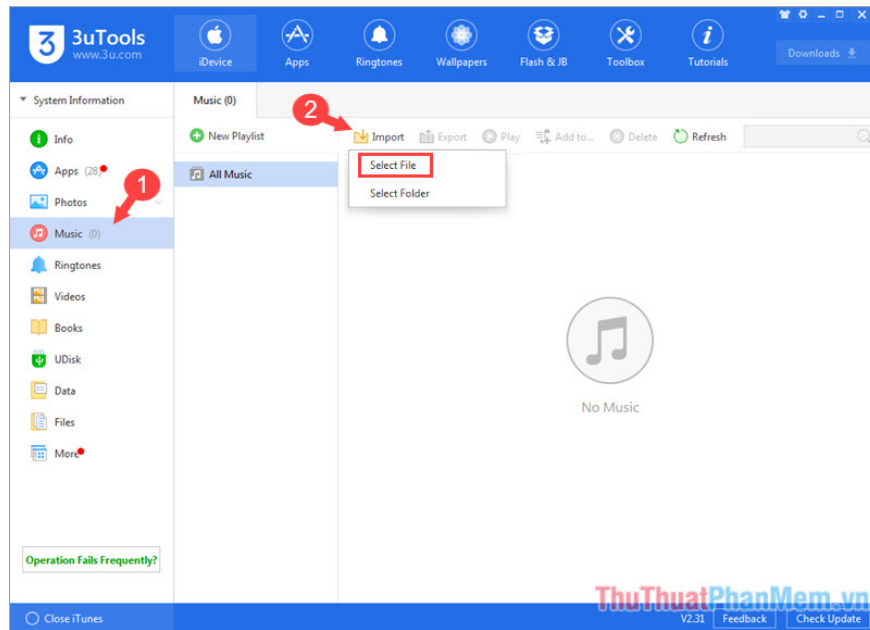 3uTools
www.3u.com
iDevice
Apps
Ringtones
Wallpapers
Flash & JB
Toolbox
Tutorials
Downloads
System Information
Music (0)
2
New Playlist
Import
Export
Play
Add to...
Delete
Refresh
Info
Apps (28)
1
Photos
Music (0)
Ringtones
Videos
Books
UDisk
Data
Files
More
All Music
Select File
Select Folder
No Music
Operation Fails Frequently?
ThuThuatPhanMem.vn
Close iTunes
V2.31
Feedback
Check Update